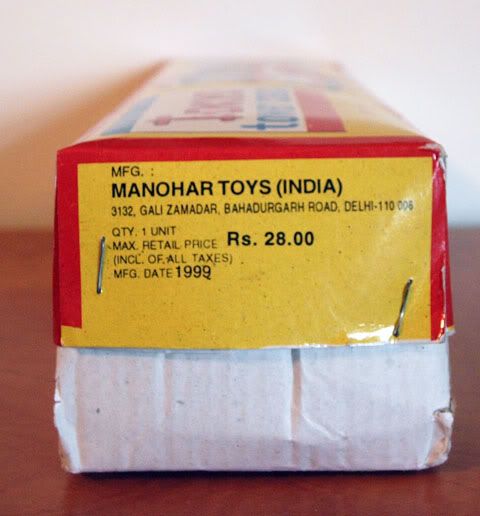 MFG. :
MANOHAR TOYS (INDIA)
3132, GALI ZAMADAR, BAHADURGARH ROAD, DELHI-110 006
QTY. 1 UNIT
MAX. RETAIL PRICE Rs. 28.00
(INCL. OF ALL TAXES)
MFG. DATE 1999